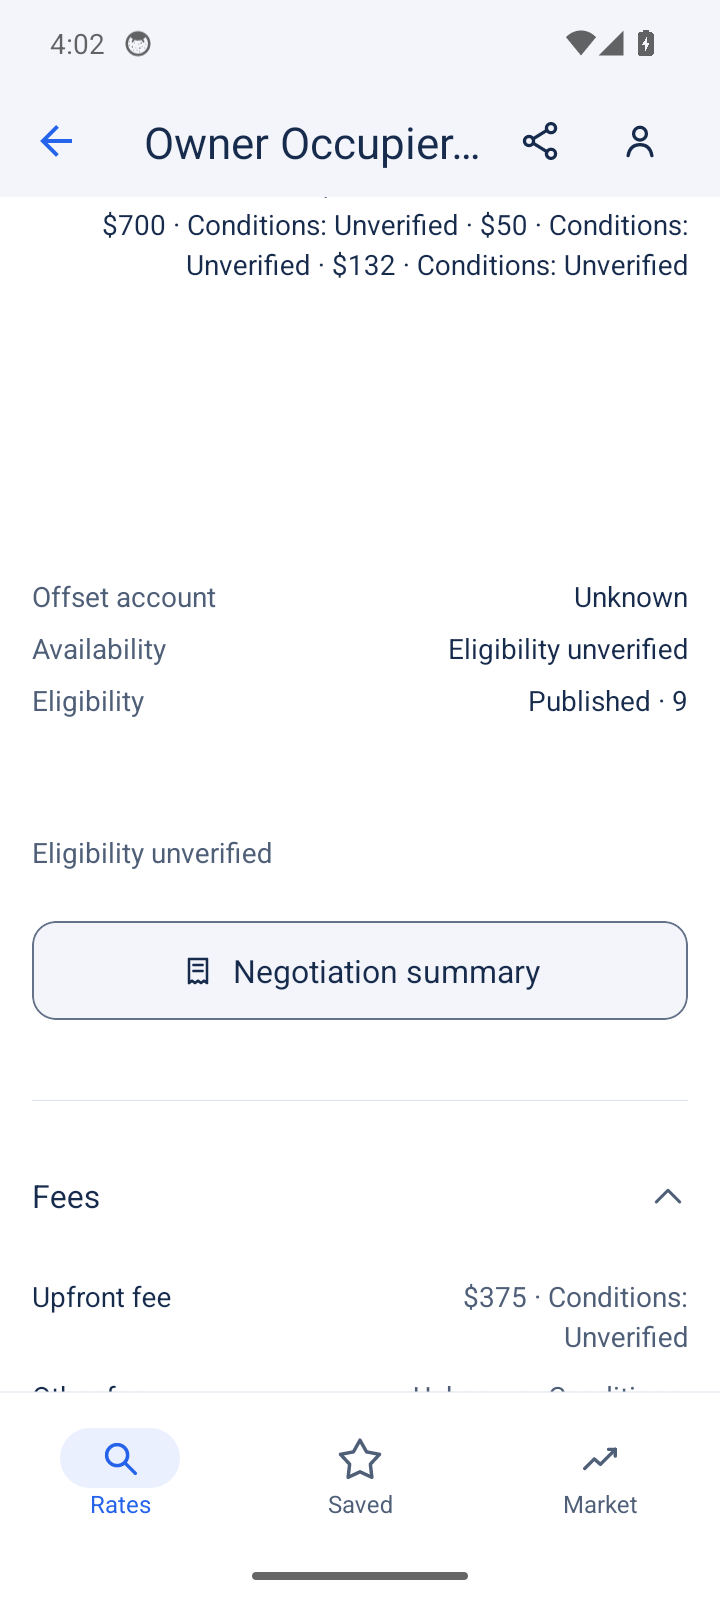 4:02
Owner Occupier...
$700 · Conditions: Unverified · $50 · Conditions:
Unverified · $132 · Conditions: Unverified
Offset account Unknown
Availability Eligibility unverified
Eligibility Published · 9
Eligibility unverified
Negotiation summary
Fees
Upfront fee $375 · Conditions:
Unverified
Rates Saved Market